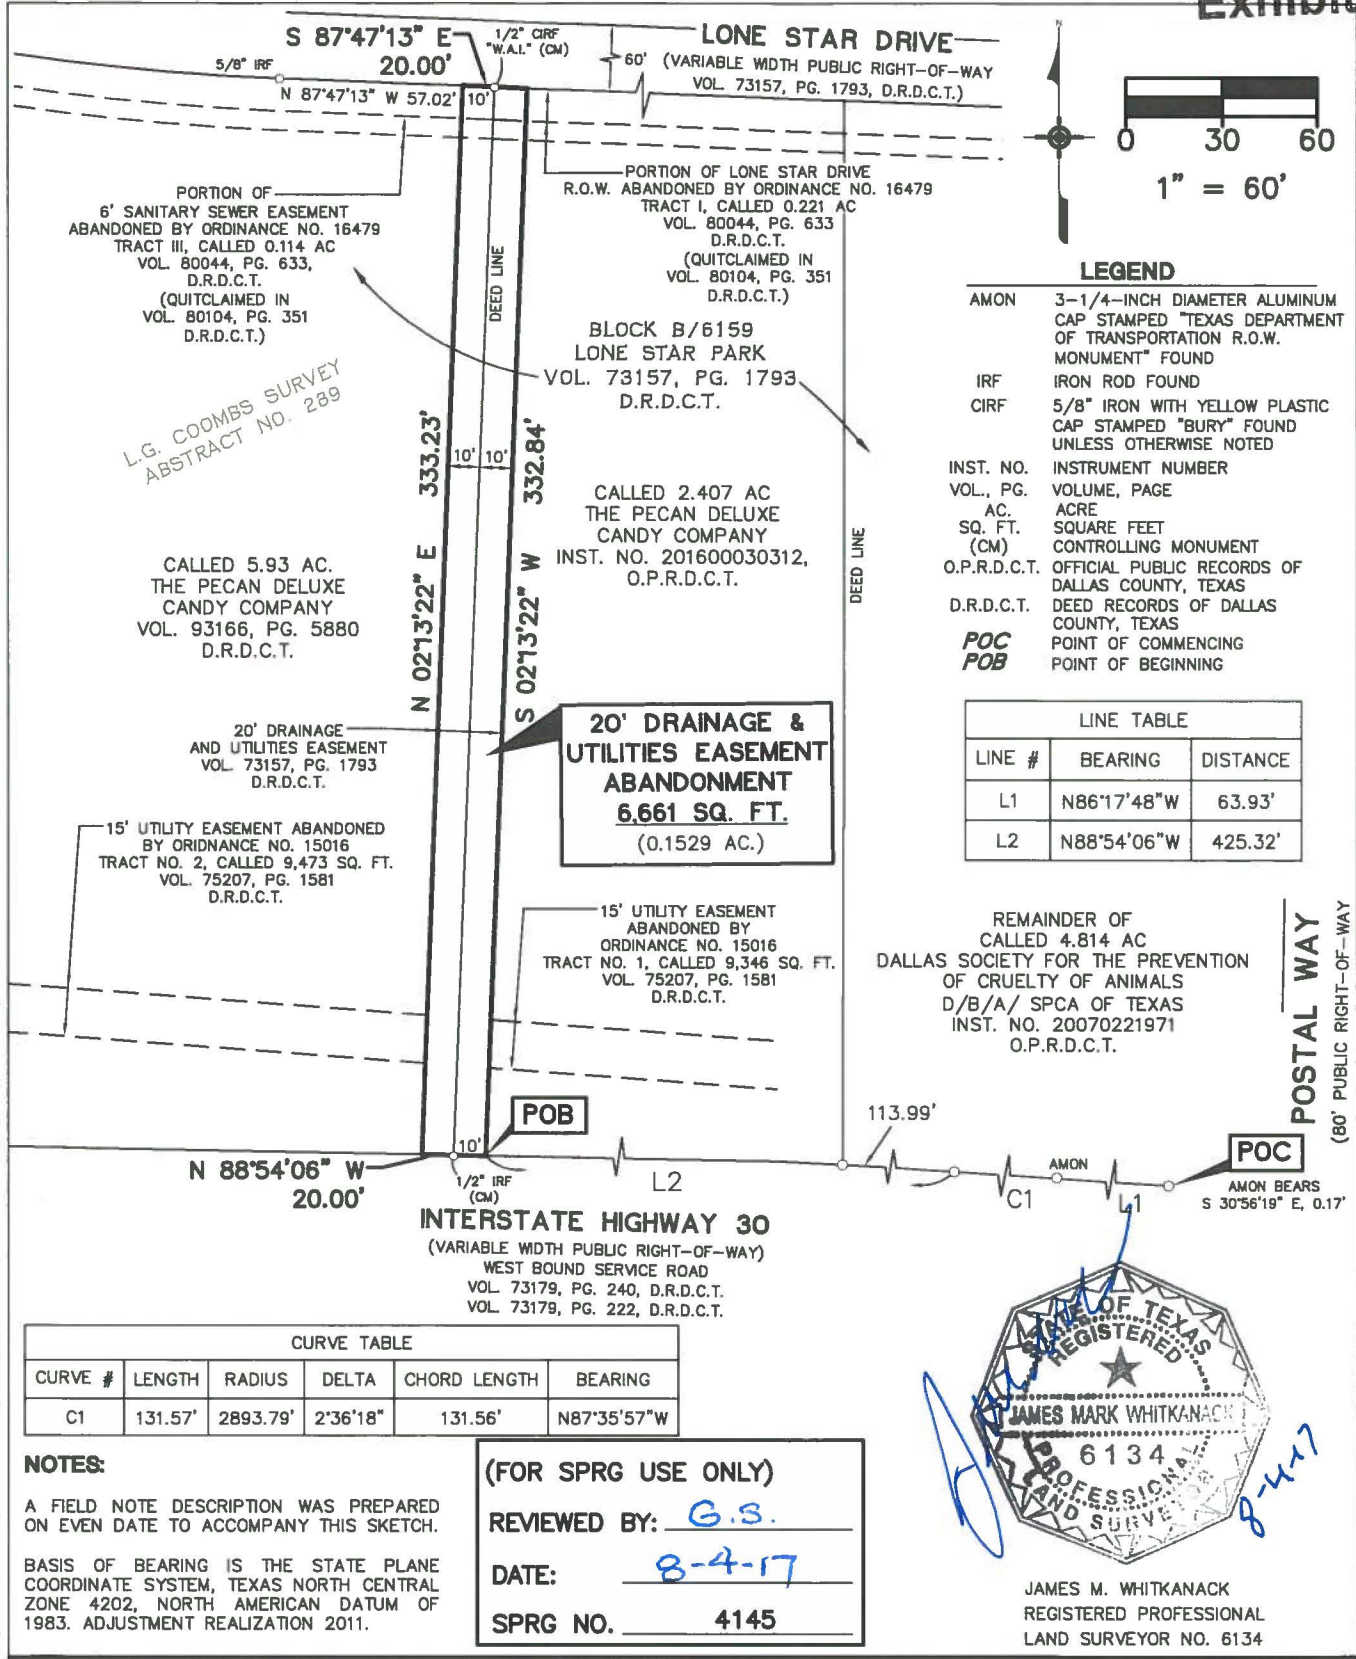 Exhibit
S 87°47'13" E
20.00'
1/2" CIRF
"W.A.I." (CM)
5/8" IRF
N 87°47'13" W 57.02'
10'
60'
LONE STAR DRIVE
(VARIABLE WIDTH PUBLIC RIGHT-OF-WAY
VOL. 73157, PG. 1793, D.R.D.C.T.)
N
0 30 60
1" = 60'
PORTION OF
6' SANITARY SEWER EASEMENT
ABANDONED BY ORDINANCE NO. 16479
TRACT III, CALLED 0.114 AC
VOL. 80044, PG. 633,
D.R.D.C.T.
(QUITCLAIMED IN
VOL. 80104, PG. 351
D.R.D.C.T.)
DEED LINE
PORTION OF LONE STAR DRIVE
R.O.W. ABANDONED BY ORDINANCE NO. 16479
TRACT I, CALLED 0.221 AC
VOL. 80044, PG. 633
D.R.D.C.T.
(QUITCLAIMED IN
VOL. 80104, PG. 351
D.R.D.C.T.)
BLOCK B/6159
LONE STAR PARK
VOL. 73157, PG. 1793
D.R.D.C.T.
L.G. COOMBS SURVEY
ABSTRACT NO. 289
N 02°13'22" E 333.23'
10' 10'
S 02°13'22" W 332.84'
CALLED 2.407 AC
THE PECAN DELUXE
CANDY COMPANY
INST. NO. 201600030312,
O.P.R.D.C.T.
DEED LINE
CALLED 5.93 AC.
THE PECAN DELUXE
CANDY COMPANY
VOL. 93166, PG. 5880
D.R.D.C.T.
20' DRAINAGE
AND UTILITIES EASEMENT
VOL. 73157, PG. 1793
D.R.D.C.T.
20' DRAINAGE &
UTILITIES EASEMENT
ABANDONMENT
6,661 SQ. FT.
(0.1529 AC.)
15' UTILITY EASEMENT ABANDONED
BY ORIDNANCE NO. 15016
TRACT NO. 2, CALLED 9,473 SQ. FT.
VOL. 75207, PG. 1581
D.R.D.C.T.
15' UTILITY EASEMENT
ABANDONED BY
ORDINANCE NO. 15016
TRACT NO. 1, CALLED 9,346 SQ. FT.
VOL. 75207, PG. 1581
D.R.D.C.T.
LEGEND
AMON 3-1/4-INCH DIAMETER ALUMINUM
CAP STAMPED "TEXAS DEPARTMENT
OF TRANSPORTATION R.O.W.
MONUMENT" FOUND
IRF IRON ROD FOUND
CIRF 5/8" IRON WITH YELLOW PLASTIC
CAP STAMPED "BURY" FOUND
UNLESS OTHERWISE NOTED
INST. NO. INSTRUMENT NUMBER
VOL., PG. VOLUME, PAGE
AC. ACRE
SQ. FT. SQUARE FEET
(CM) CONTROLLING MONUMENT
O.P.R.D.C.T. OFFICIAL PUBLIC RECORDS OF
DALLAS COUNTY, TEXAS
D.R.D.C.T. DEED RECORDS OF DALLAS
COUNTY, TEXAS
POC POINT OF COMMENCING
POB POINT OF BEGINNING
LINE TABLE
LINE # BEARING DISTANCE
L1 N86°17'48"W 63.93'
L2 N88°54'06"W 425.32'
REMAINDER OF
CALLED 4.814 AC
DALLAS SOCIETY FOR THE PREVENTION
OF CRUELTY OF ANIMALS
D/B/A/ SPCA OF TEXAS
INST. NO. 20070221971
O.P.R.D.C.T.
POSTAL WAY
(80' PUBLIC RIGHT-OF-WAY
POB
10'
N 88°54'06" W
20.00'
1/2" IRF
(CM)
L2
113.99'
C1
AMON
L1
POC
AMON BEARS
S 30°56'19" E, 0.17'
INTERSTATE HIGHWAY 30
(VARIABLE WIDTH PUBLIC RIGHT-OF-WAY)
WEST BOUND SERVICE ROAD
VOL. 73179, PG. 240, D.R.D.C.T.
VOL. 73179, PG. 222, D.R.D.C.T.
CURVE TABLE
CURVE # LENGTH RADIUS DELTA CHORD LENGTH BEARING
C1 131.57' 2893.79' 2°36'18" 131.56' N87°35'57"W
NOTES:
A FIELD NOTE DESCRIPTION WAS PREPARED
ON EVEN DATE TO ACCOMPANY THIS SKETCH.
BASIS OF BEARING IS THE STATE PLANE
COORDINATE SYSTEM, TEXAS NORTH CENTRAL
ZONE 4202, NORTH AMERICAN DATUM OF
1983. ADJUSTMENT REALIZATION 2011.
(FOR SPRG USE ONLY)
REVIEWED BY: G.S.
DATE: 8-4-17
SPRG NO. 4145
STATE OF TEXAS
REGISTERED
JAMES MARK WHITKANACK
6134
PROFESSIONAL
LAND SURVEYOR
8-4-17
JAMES M. WHITKANACK
REGISTERED PROFESSIONAL
LAND SURVEYOR NO. 6134